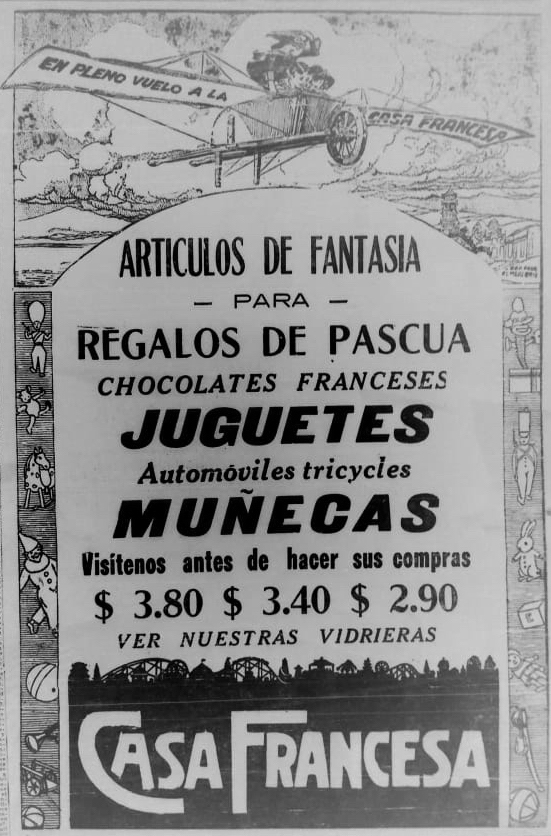 EN PLENO VUELO A LA
CASA FRANCESA
ARTICULOS DE FANTASIA
— PARA —
REGALOS DE PASCUA
CHOCOLATES FRANCESES
JUGUETES
Automóviles tricycles
MUÑECAS
Visítenos antes de hacer sus compras
$ 3.80 $ 3.40 $ 2.90
VER NUESTRAS VIDRIERAS
CASA FRANCESA